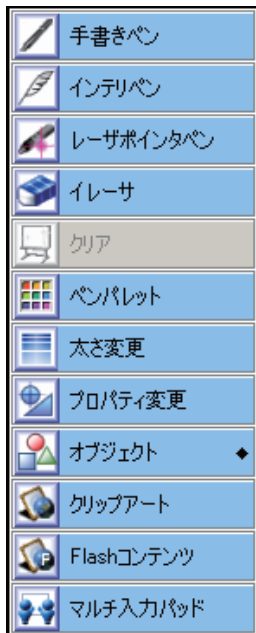 手書きペン
インテリペン
レーザポインタペン
イレーサ
クリア
ペンパレット
太さ変更
プロパティ変更
オブジェクト
クリップアート
Flashコンテンツ
マルチ入力パッド